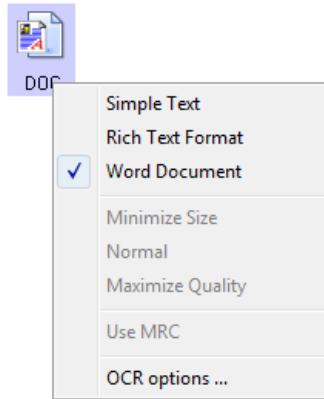 DOC
Simple Text
Rich Text Format
Word Document
Minimize Size
Normal
Maximize Quality
Use MRC
OCR options ...